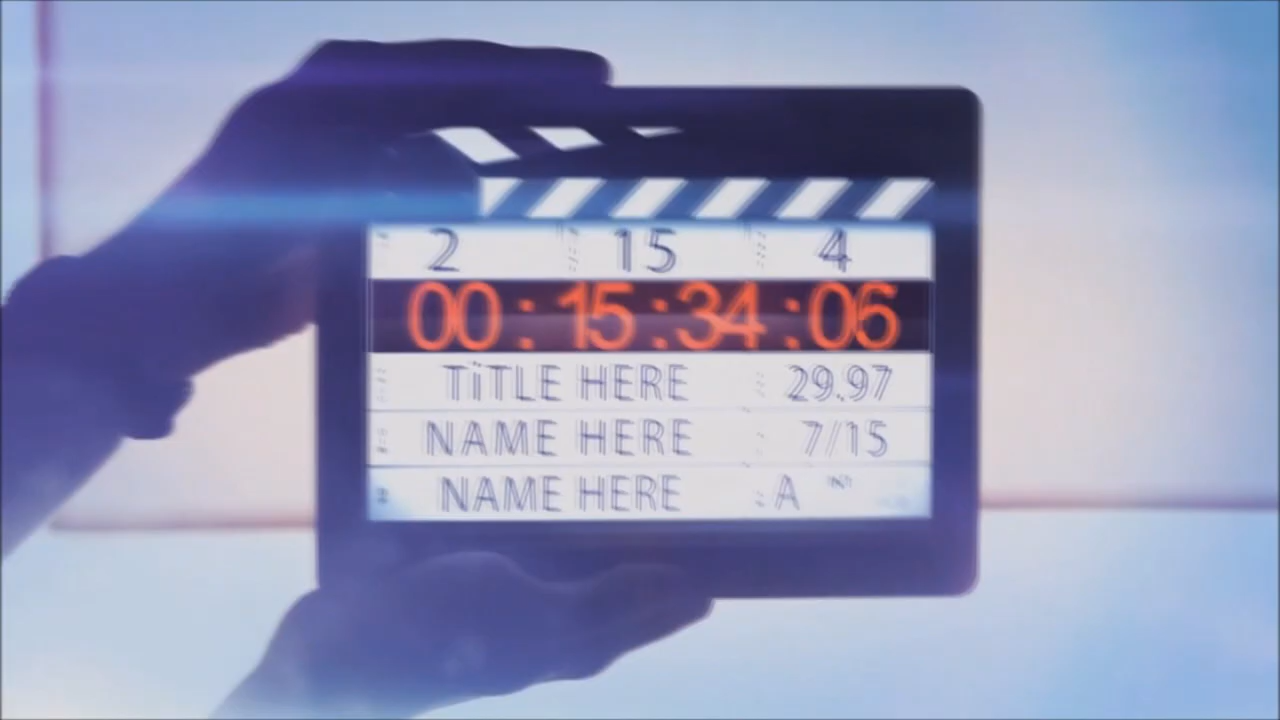 2 15 4
00:15:34:06
TiTLE HERE 29.97
NAME HERE 7/15
NAME HERE A